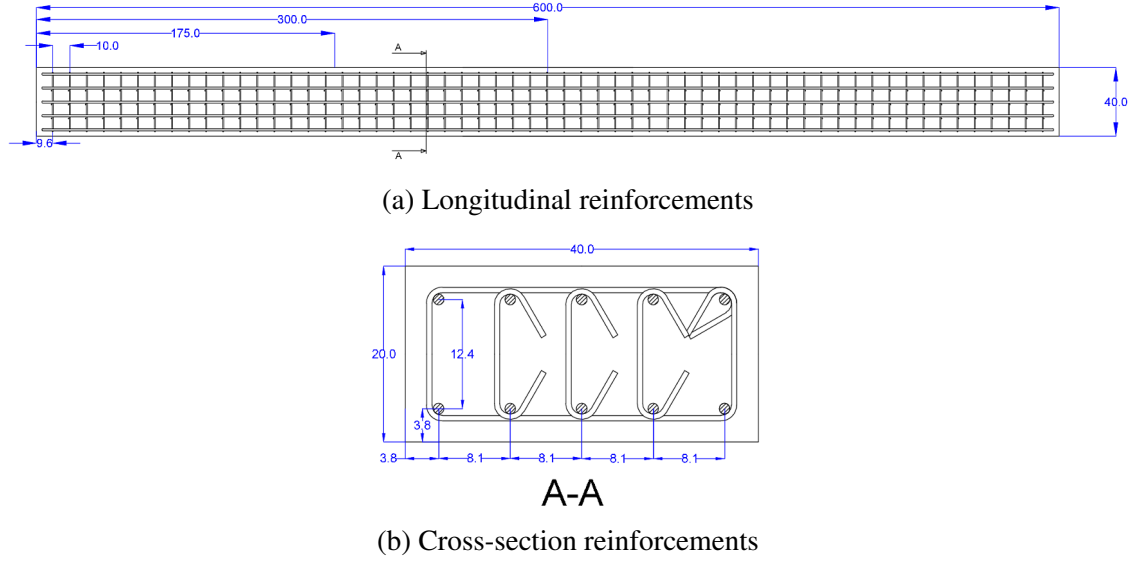 600.0
300.0
175.0
10.0
A
40.0
A
9.6
(a) Longitudinal reinforcements
40.0
20.0
12.4
3.8
3.8 8.1 8.1 8.1 8.1
A-A
(b) Cross-section reinforcements